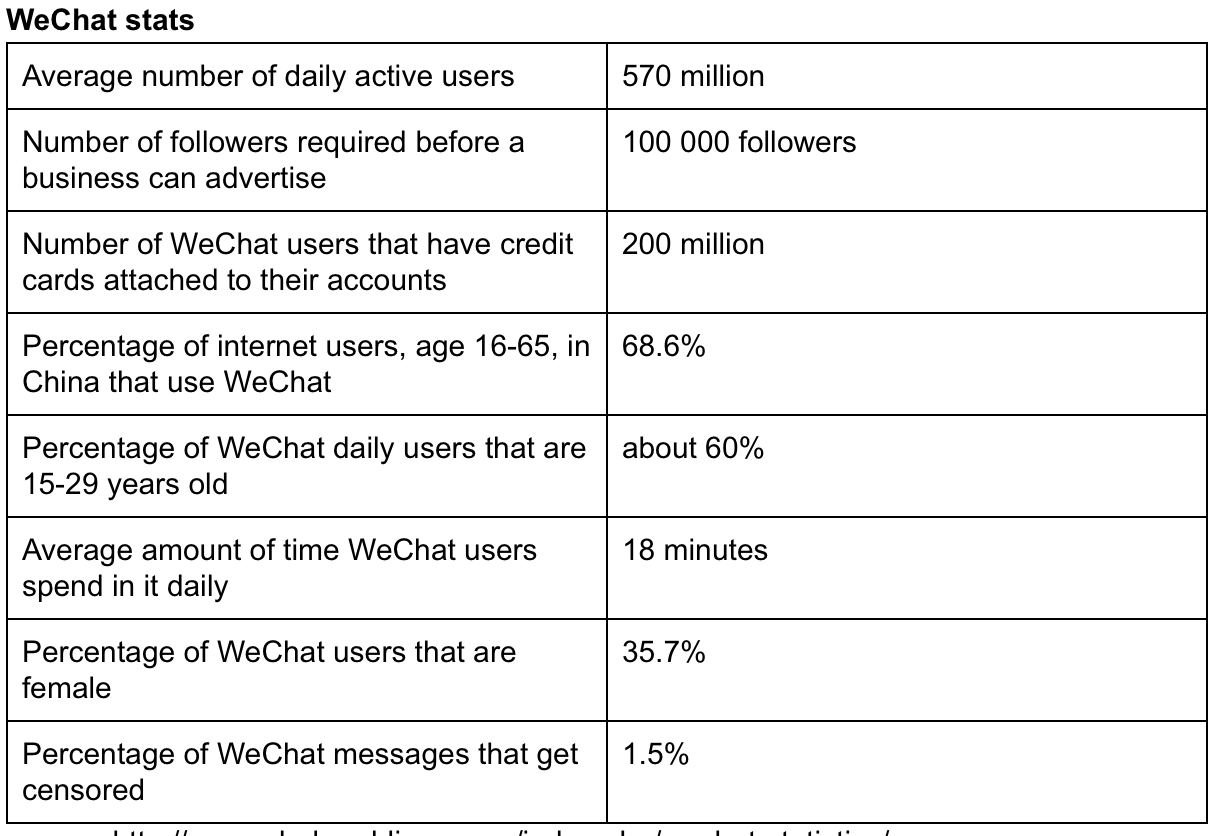 WeChat stats
Average number of daily active users
570 million
Number of followers required before a
business can advertise
100 000 followers
Number of WeChat users that have credit
cards attached to their accounts
200 million
Percentage of internet users, age 16-65, in
China that use WeChat
68.6%
Percentage of WeChat daily users that are
15-29 years old
about 60%
Average amount of time WeChat users
spend in it daily
18 minutes
Percentage of WeChat users that are
female
35.7%
Percentage of WeChat messages that get
censored
1.5%